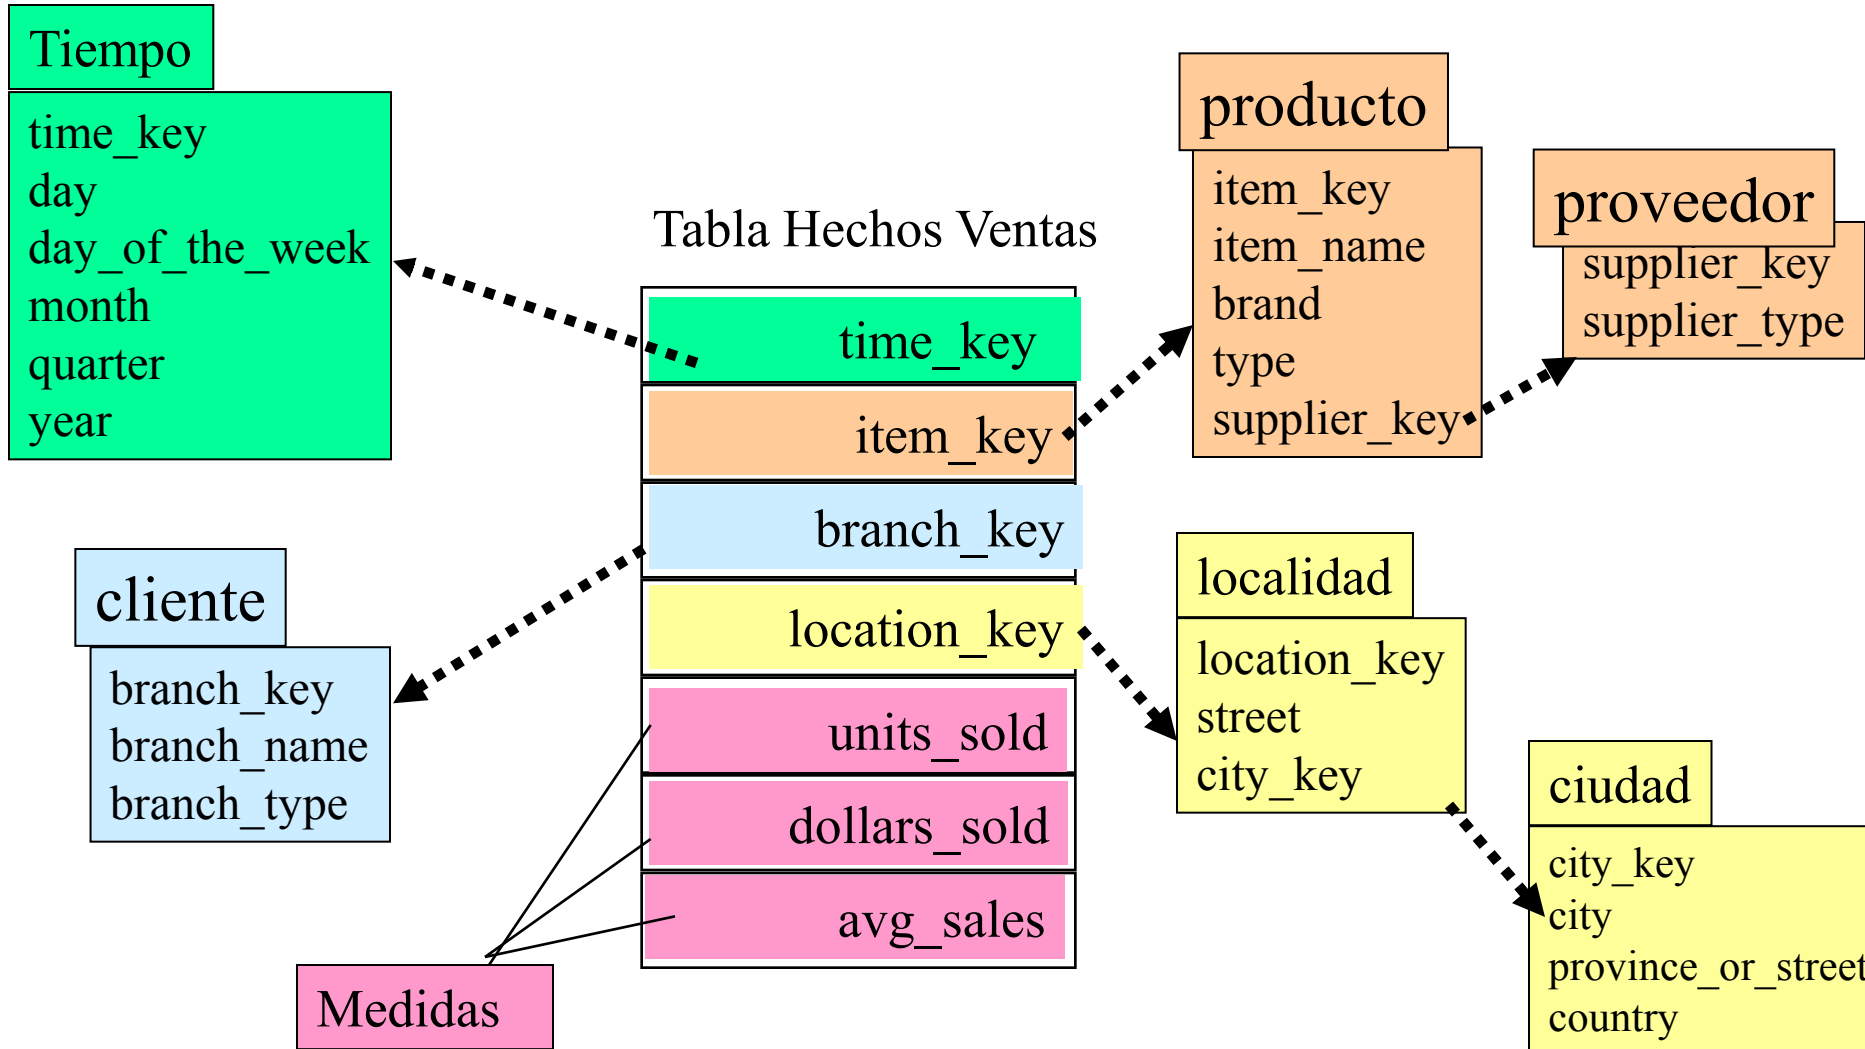 Tiempo
time_key
day
day_of_the_week
month
quarter
year
Tabla Hechos Ventas
time_key
item_key
branch_key
location_key
units_sold
dollars_sold
avg_sales
Medidas
cliente
branch_key
branch_name
branch_type
producto
item_key
item_name
brand
type
supplier_key
proveedor
supplier_key
supplier_type
localidad
location_key
street
city_key
ciudad
city_key
city
province_or_street
country